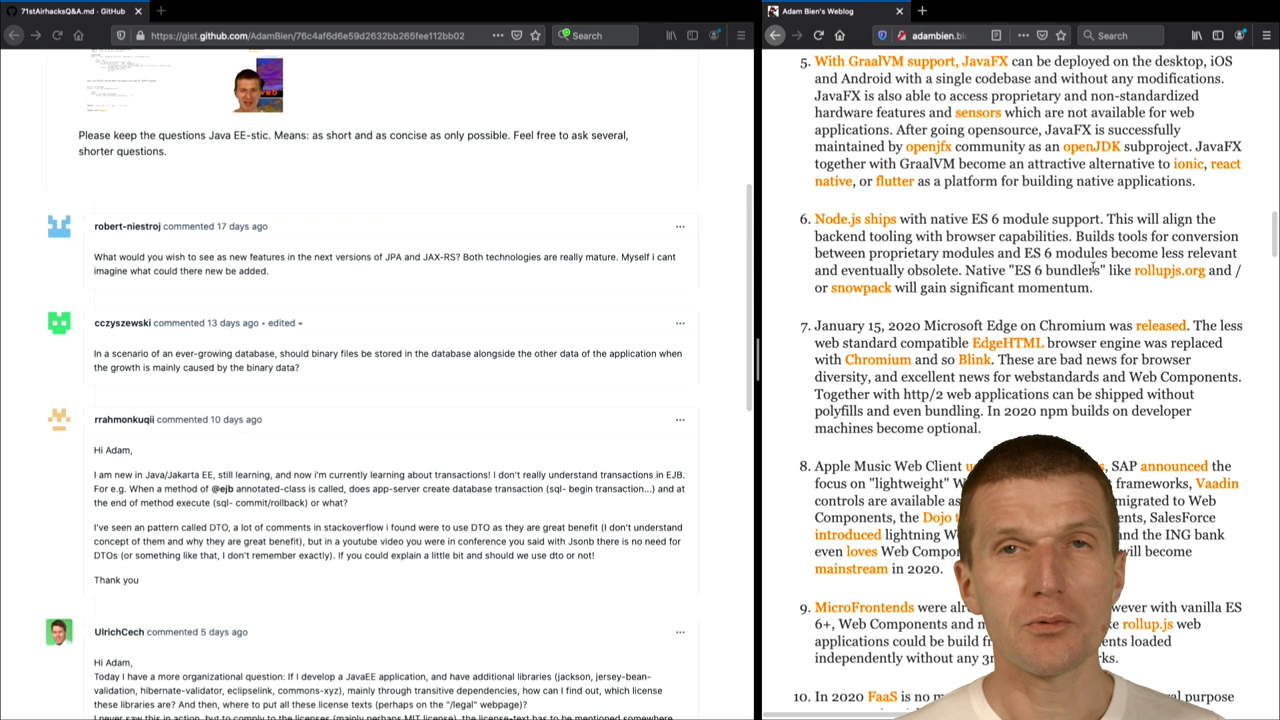 71stAirhacksQ&A.md · GitHub
https://gist.github.com/AdamBien/76c4af6d6e59d2632bb265fee112bb02
Search
Please keep the questions Java EE-stic. Means: as short and as concise as only possible. Feel free to ask several,
shorter questions.
robert-niestroj commented 17 days ago
What would you wish to see as new features in the next versions of JPA and JAX-RS? Both technologies are really mature. Myself i cant
imagine what could there new be added.
cczyszewski commented 13 days ago • edited
In a scenario of an ever-growing database, should binary files be stored in the database alongside the other data of the application when
the growth is mainly caused by the binary data?
rrahmonkuqii commented 10 days ago
Hi Adam,
I am new in Java/Jakarta EE, still learning, and now i'm currently learning about transactions! I don't really understand transactions in EJB.
For e.g. When a method of @ejb annotated-class is called, does app-server create database transaction (sql- begin transaction...) and at
the end of method execute (sql- commit/rollback) or what?
I've seen an pattern called DTO, a lot of comments in stackoverflow i found were to use DTO as they are great benefit (I don't understand
concept of them and why they are great benefit), but in a youtube video you were in conference you said with Jsonb there is no need for
DTOs (or something like that, I don't remember exactly). If you could explain a little bit and should we use dto or not!
Thank you
UlrichCech commented 5 days ago
Hi Adam,
Today I have a more organizational question: If I develop a JavaEE application, and have additional libraries (jackson, jersey-bean-
validation, hibernate-validator, eclipselink, commons-xyz), mainly through transitive dependencies, how can I find out, which license
these libraries are? And then, where to put all these license texts (perhaps on the "/legal" webpage)?
I never saw this in action, but to comply to the licenses (mainly perhaps MIT license), the license-text has to be mentioned somewhere
Adam Bien's Weblog
adambien.bl
Search
5. With GraalVM support, JavaFX can be deployed on the desktop, iOS
and Android with a single codebase and without any modifications.
JavaFX is also able to access proprietary and non-standardized
hardware features and sensors which are not available for web
applications. After going opensource, JavaFX is successfully
maintained by openjfx community as an openJDK subproject. JavaFX
together with GraalVM become an attractive alternative to ionic, react
native, or flutter as a platform for building native applications.
6. Node.js ships with native ES 6 module support. This will align the
backend tooling with browser capabilities. Builds tools for conversion
between proprietary modules and ES 6 modules become less relevant
and eventually obsolete. Native "ES 6 bundlers" like rollupjs.org and /
or snowpack will gain significant momentum.
7. January 15, 2020 Microsoft Edge on Chromium was released. The less
web standard compatible EdgeHTML browser engine was replaced
with Chromium and so Blink. These are bad news for browser
diversity, and excellent news for webstandards and Web Components.
Together with http/2 web applications can be shipped without
polyfills and even bundling. In 2020 npm builds on developer
machines become optional.
8. Apple Music Web Client SAP announced the
focus on "lightweight" frameworks, Vaadin
controls are available as migrated to Web
Components, the Dojo SalesForce
introduced lightning and the ING bank
even loves Web will become
mainstream in 2020.
9. MicroFrontends were with vanilla ES
6+, Web Components and rollup.js web
applications could be build loaded
independently without any
10. In 2020 FaaS is no purpose